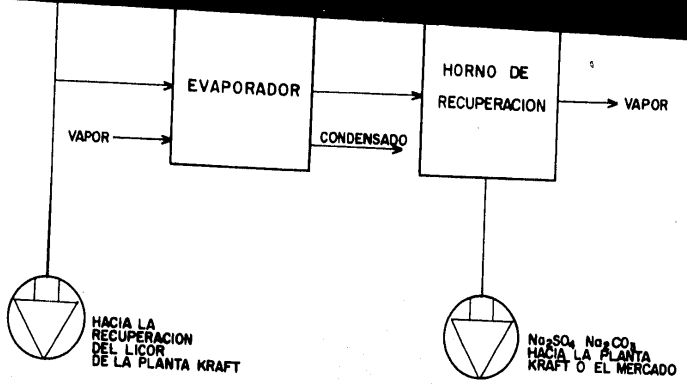 EVAPORADOR
HORNO DE
RECUPERACION
VAPOR
VAPOR
CONDENSADO
HACIA LA
RECUPERACION
DEL LICOR
DE LA PLANTA KRAFT
Na₂SO₄ Na₂CO₃
HACIA LA PLANTA
KRAFT O EL MERCADO